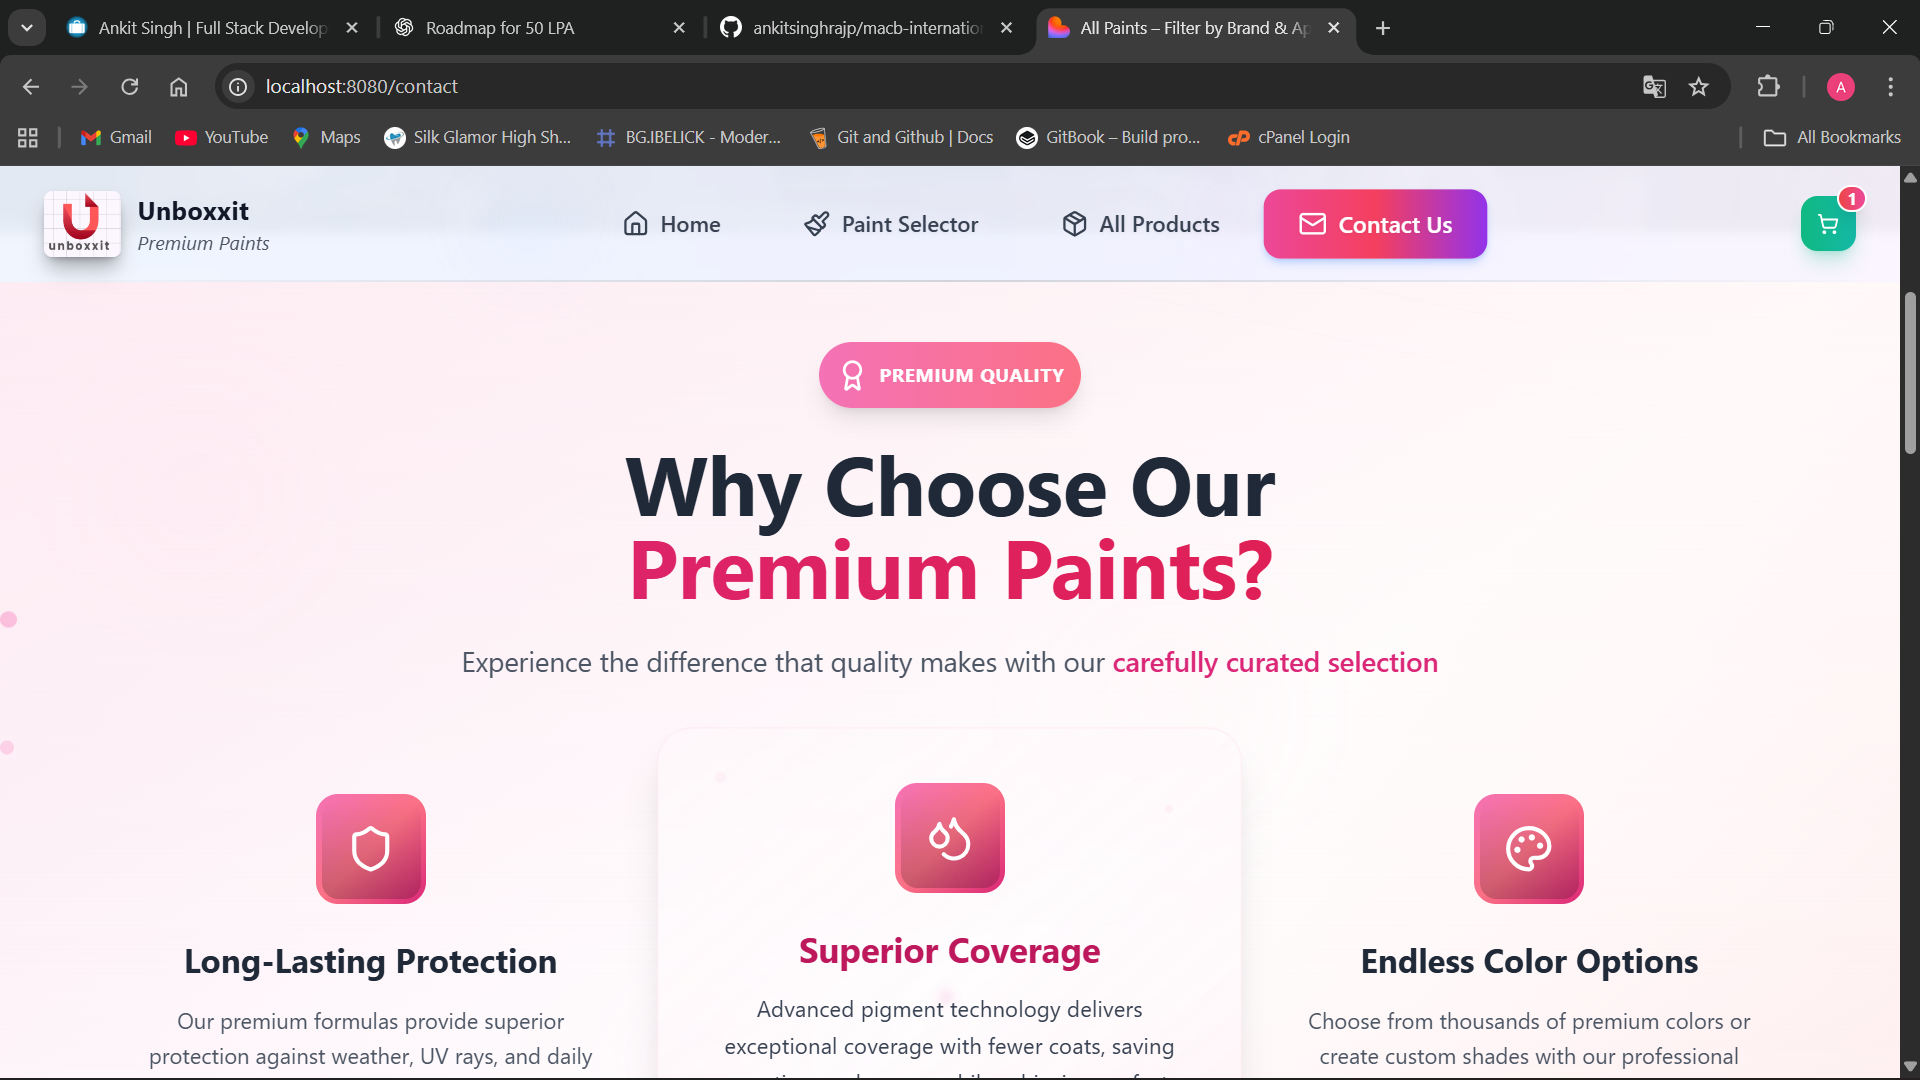 Ankit Singh | Full Stack Develop
Roadmap for 50 LPA
ankitsinghrajp/macb-internatio
All Paints – Filter by Brand & Ap
localhost:8080/contact
A
Gmail
YouTube
Maps
Silk Glamor High Sh...
BG.IBELICK - Moder...
Git and Github | Docs
GitBook – Build pro...
cPanel Login
All Bookmarks
unboxxit
Unboxxit
Premium Paints
Home
Paint Selector
All Products
Contact Us
1
PREMIUM QUALITY
Why Choose Our
Premium Paints?
Experience the difference that quality makes with our carefully curated selection
Long-Lasting Protection
Our premium formulas provide superior
protection against weather, UV rays, and daily
Superior Coverage
Advanced pigment technology delivers
exceptional coverage with fewer coats, saving
Endless Color Options
Choose from thousands of premium colors or
create custom shades with our professional